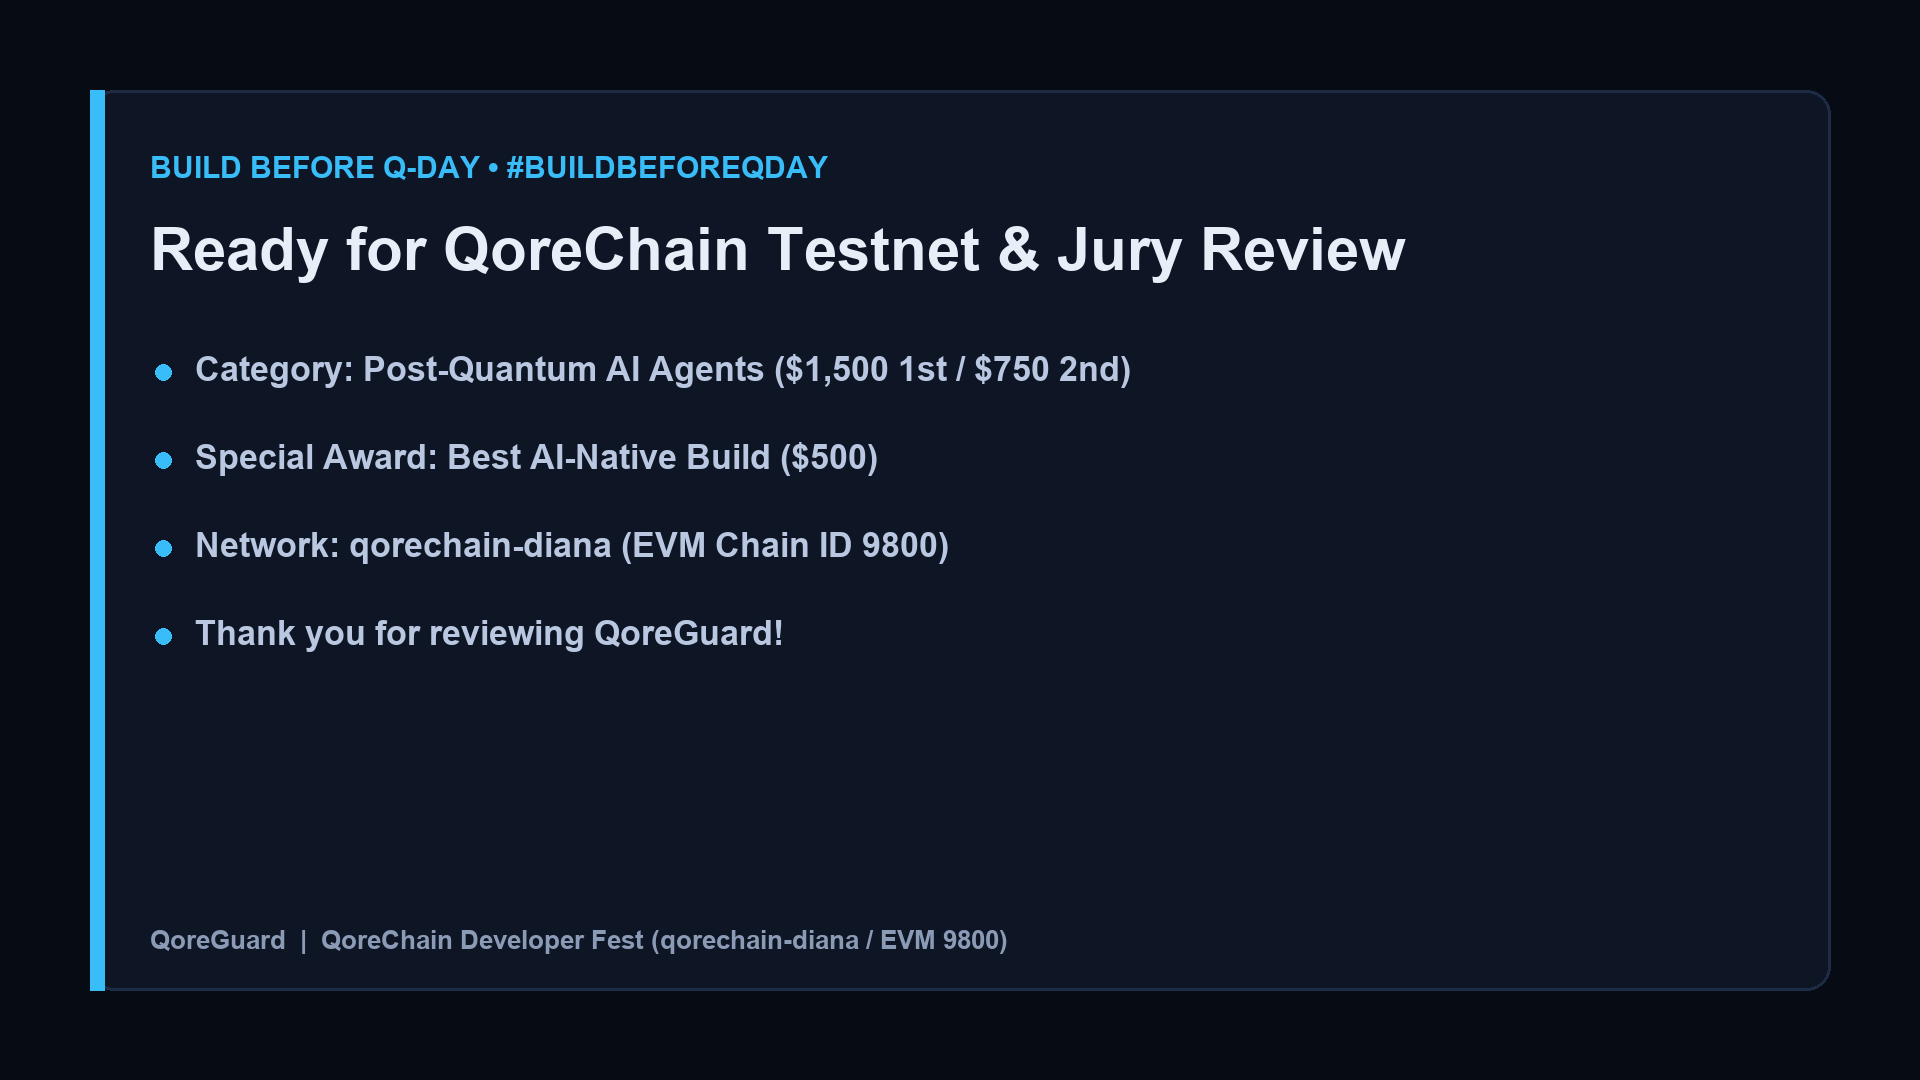 BUILD BEFORE Q-DAY • #BUILDBEFOREQDAY
Ready for QoreChain Testnet & Jury Review
• Category: Post-Quantum AI Agents ($1,500 1st / $750 2nd)
• Special Award: Best AI-Native Build ($500)
• Network: qorechain-diana (EVM Chain ID 9800)
• Thank you for reviewing QoreGuard!
QoreGuard | QoreChain Developer Fest (qorechain-diana / EVM 9800)